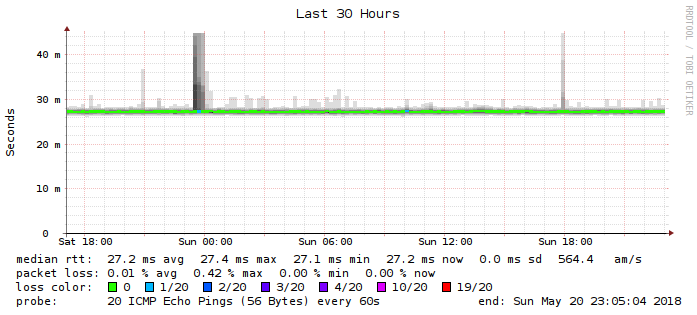 Last 30 Hours
RRDTOOL / TOBI OETIKER
Seconds
40 m
30 m
20 m
10 m
0
Sat 18:00 Sun 00:00 Sun 06:00 Sun 12:00 Sun 18:00
median rtt: 27.2 ms avg 27.4 ms max 27.1 ms min 27.2 ms now 0.0 ms sd 564.4 am/s
packet loss: 0.01 % avg 0.42 % max 0.00 % min 0.00 % now
loss color: 0 1/20 2/20 3/20 4/20 10/20 19/20
probe: 20 ICMP Echo Pings (56 Bytes) every 60s end: Sun May 20 23:05:04 2018